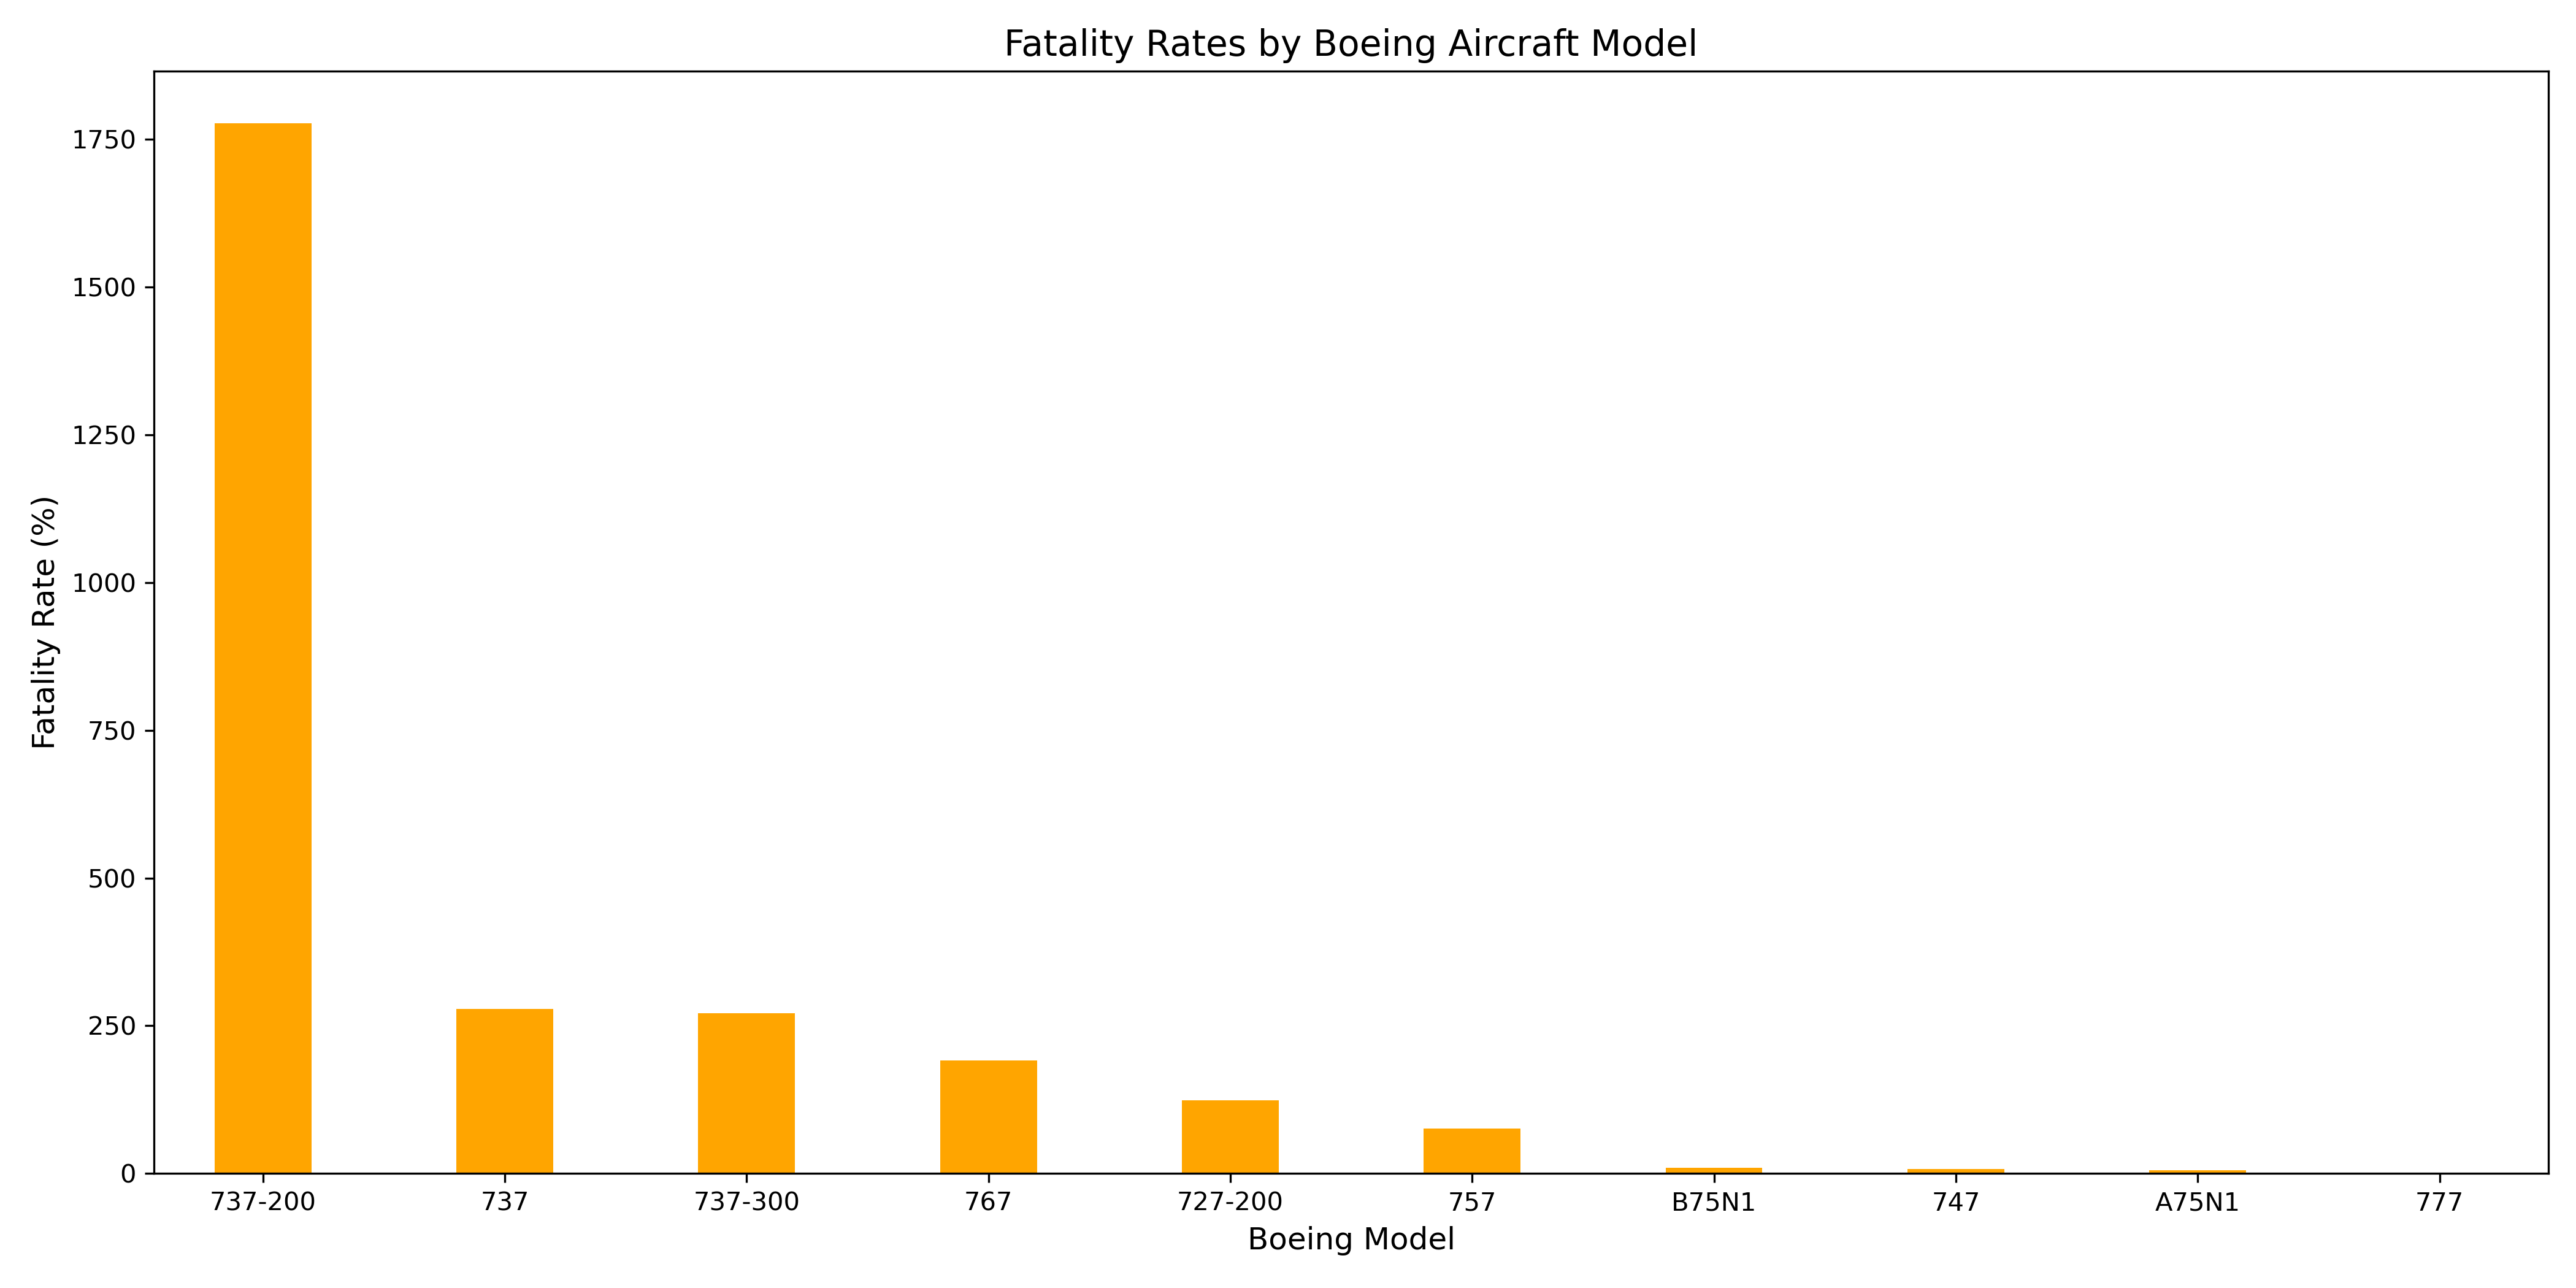 Fatality Rates by Boeing Aircraft Model
Fatality Rate (%)
1750
1500
1250
1000
750
500
250
0
737-200 737 737-300 767 727-200 757 B75N1 747 A75N1 777
Boeing Model